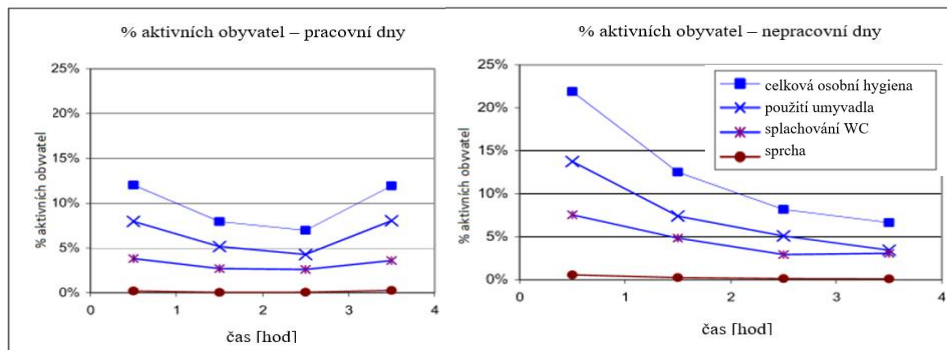 % aktivních obyvatel – pracovní dny
25%
20%
15%
10%
5%
0%
% aktivních obyvatel
0 1 2 3 4
čas [hod]
% aktivních obyvatel – nepracovní dny
25%
20%
15%
10%
5%
0%
% aktivních obyvatel
0 1 2 3 4
čas [hod]
celková osobní hygiena
použití umyvadla
splachování WC
sprcha